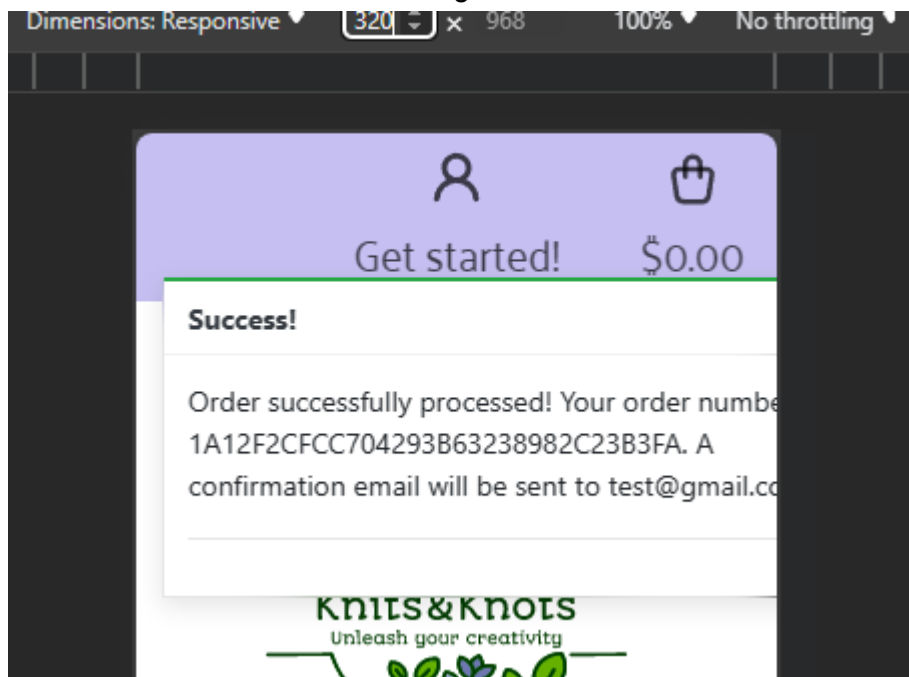 Dimensions: Responsive 320 × 968 100% No throttling
Get started! $0.00
Success!
Order successfully processed! Your order numbe
1A12F2CFCC704293B63238982C23B3FA. A
confirmation email will be sent to test@gmail.cc
Knits&Knots
Unleash your creativity